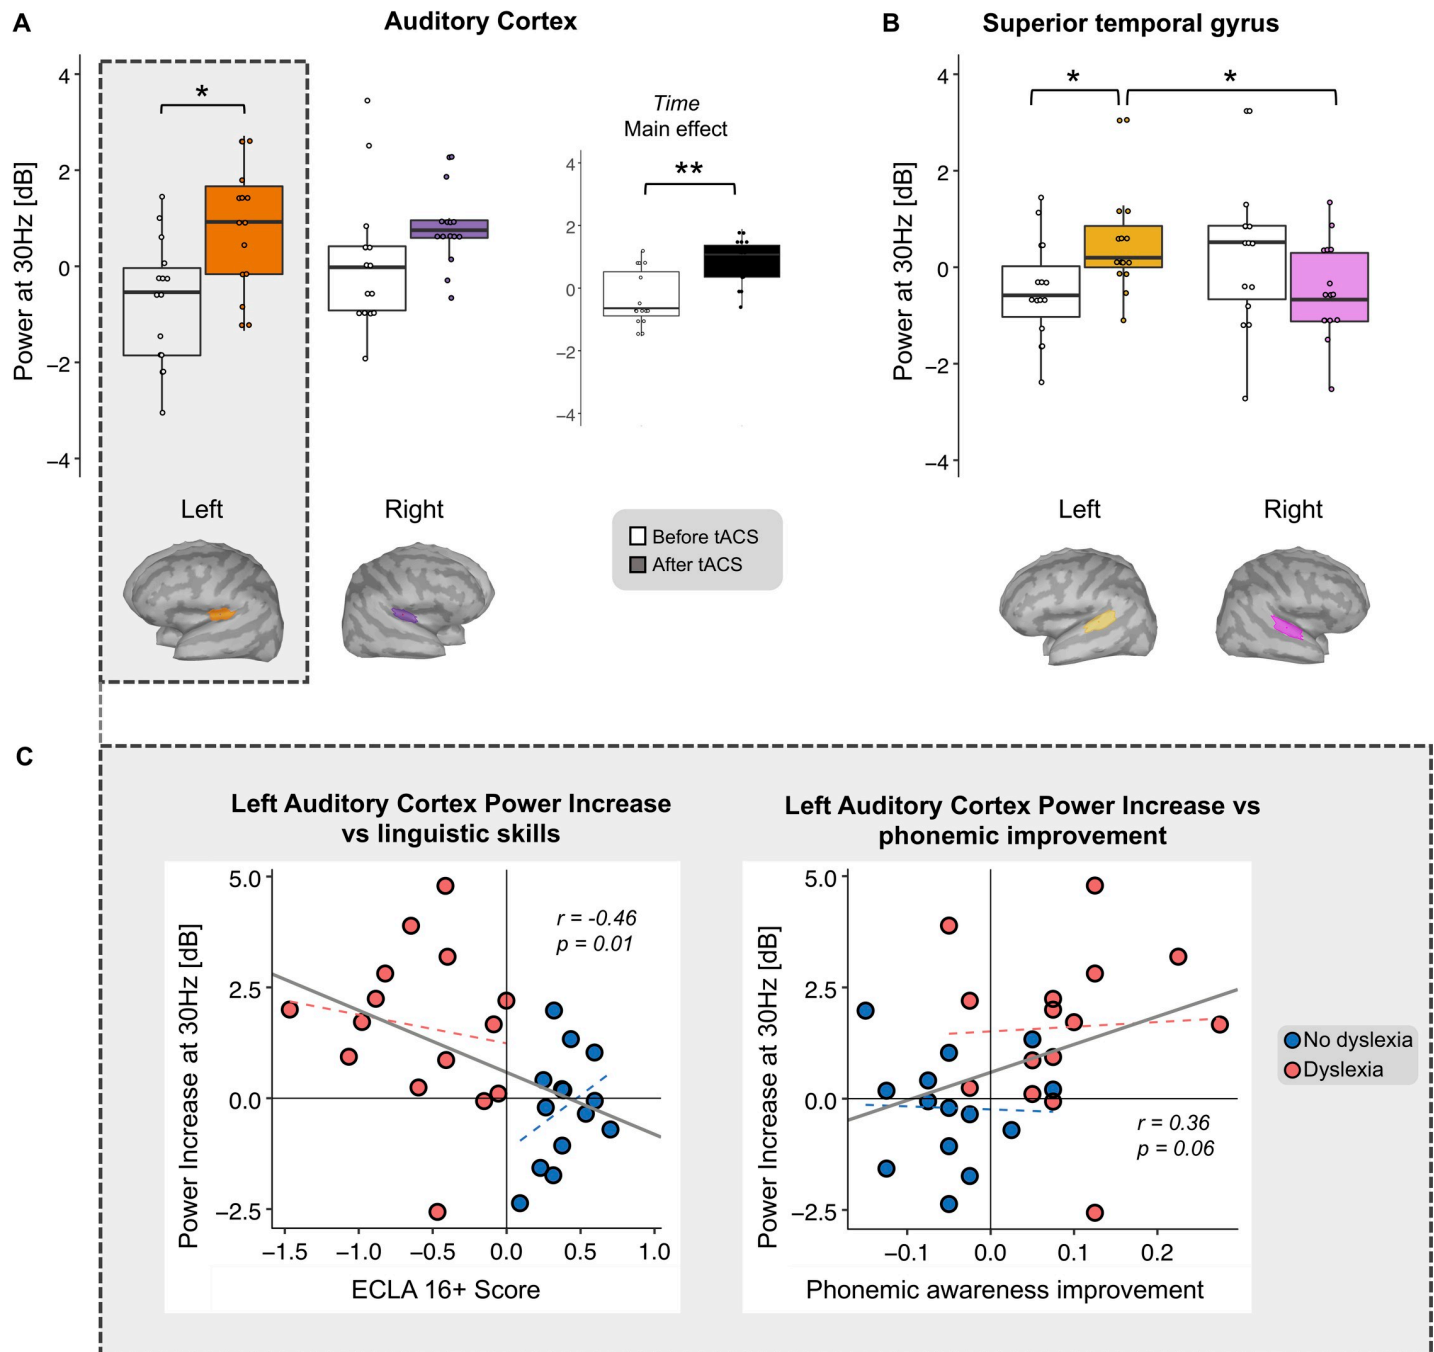 A
Auditory Cortex
Power at 30Hz [dB]
4
2
0
−2
−4
*
Time
Main effect
**
4
2
0
−2
−4
Left
Right
Before tACS
After tACS
B
Superior temporal gyrus
Power at 30Hz [dB]
4
2
0
−2
−4
*
*
Left
Right
C
Left Auditory Cortex Power Increase
vs linguistic skills
Power Increase at 30Hz [dB]
5.0
2.5
0.0
−2.5
r = -0.46
p = 0.01
−1.5 −1.0 −0.5 0.0 0.5 1.0
ECLA 16+ Score
Left Auditory Cortex Power Increase vs
phonemic improvement
Power Increase at 30Hz [dB]
5.0
2.5
0.0
−2.5
r = 0.36
p = 0.06
−0.1 0.0 0.1 0.2
Phonemic awareness improvement
No dyslexia
Dyslexia